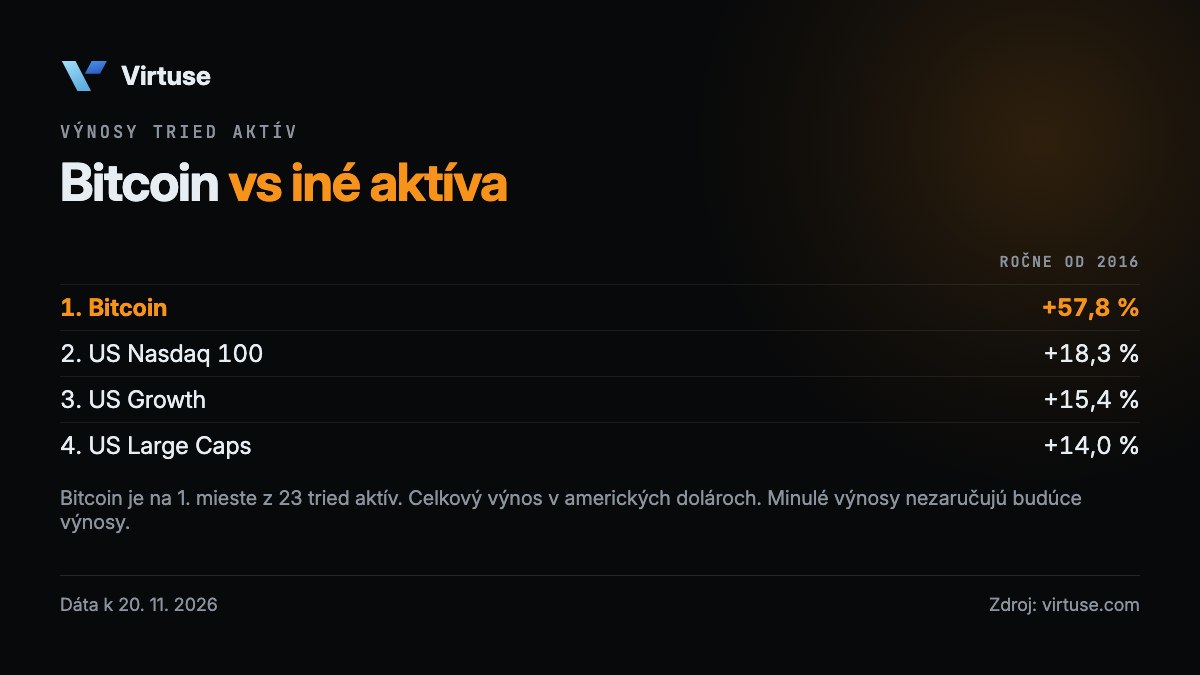 Virtuse
VÝNOSY TRIED AKTÍV
Bitcoin vs iné aktíva
ROČNE OD 2016
1. Bitcoin +57,8 %
2. US Nasdaq 100 +18,3 %
3. US Growth +15,4 %
4. US Large Caps +14,0 %
Bitcoin je na 1. mieste z 23 tried aktív. Celkový výnos v amerických dolároch. Minulé výnosy nezaručujú budúce
výnosy.
Dáta k 20. 11. 2026 Zdroj: virtuse.com